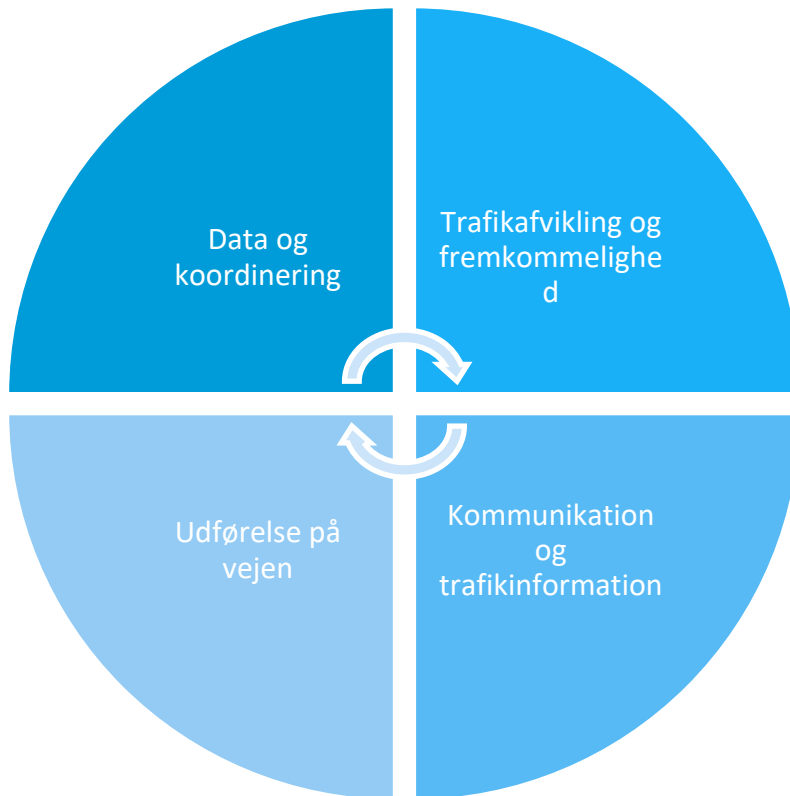 Data og
koordinering
Trafikafvikling og
fremkommelighe
d
Udførelse på
vejen
Kommunikation
og
trafikinformation